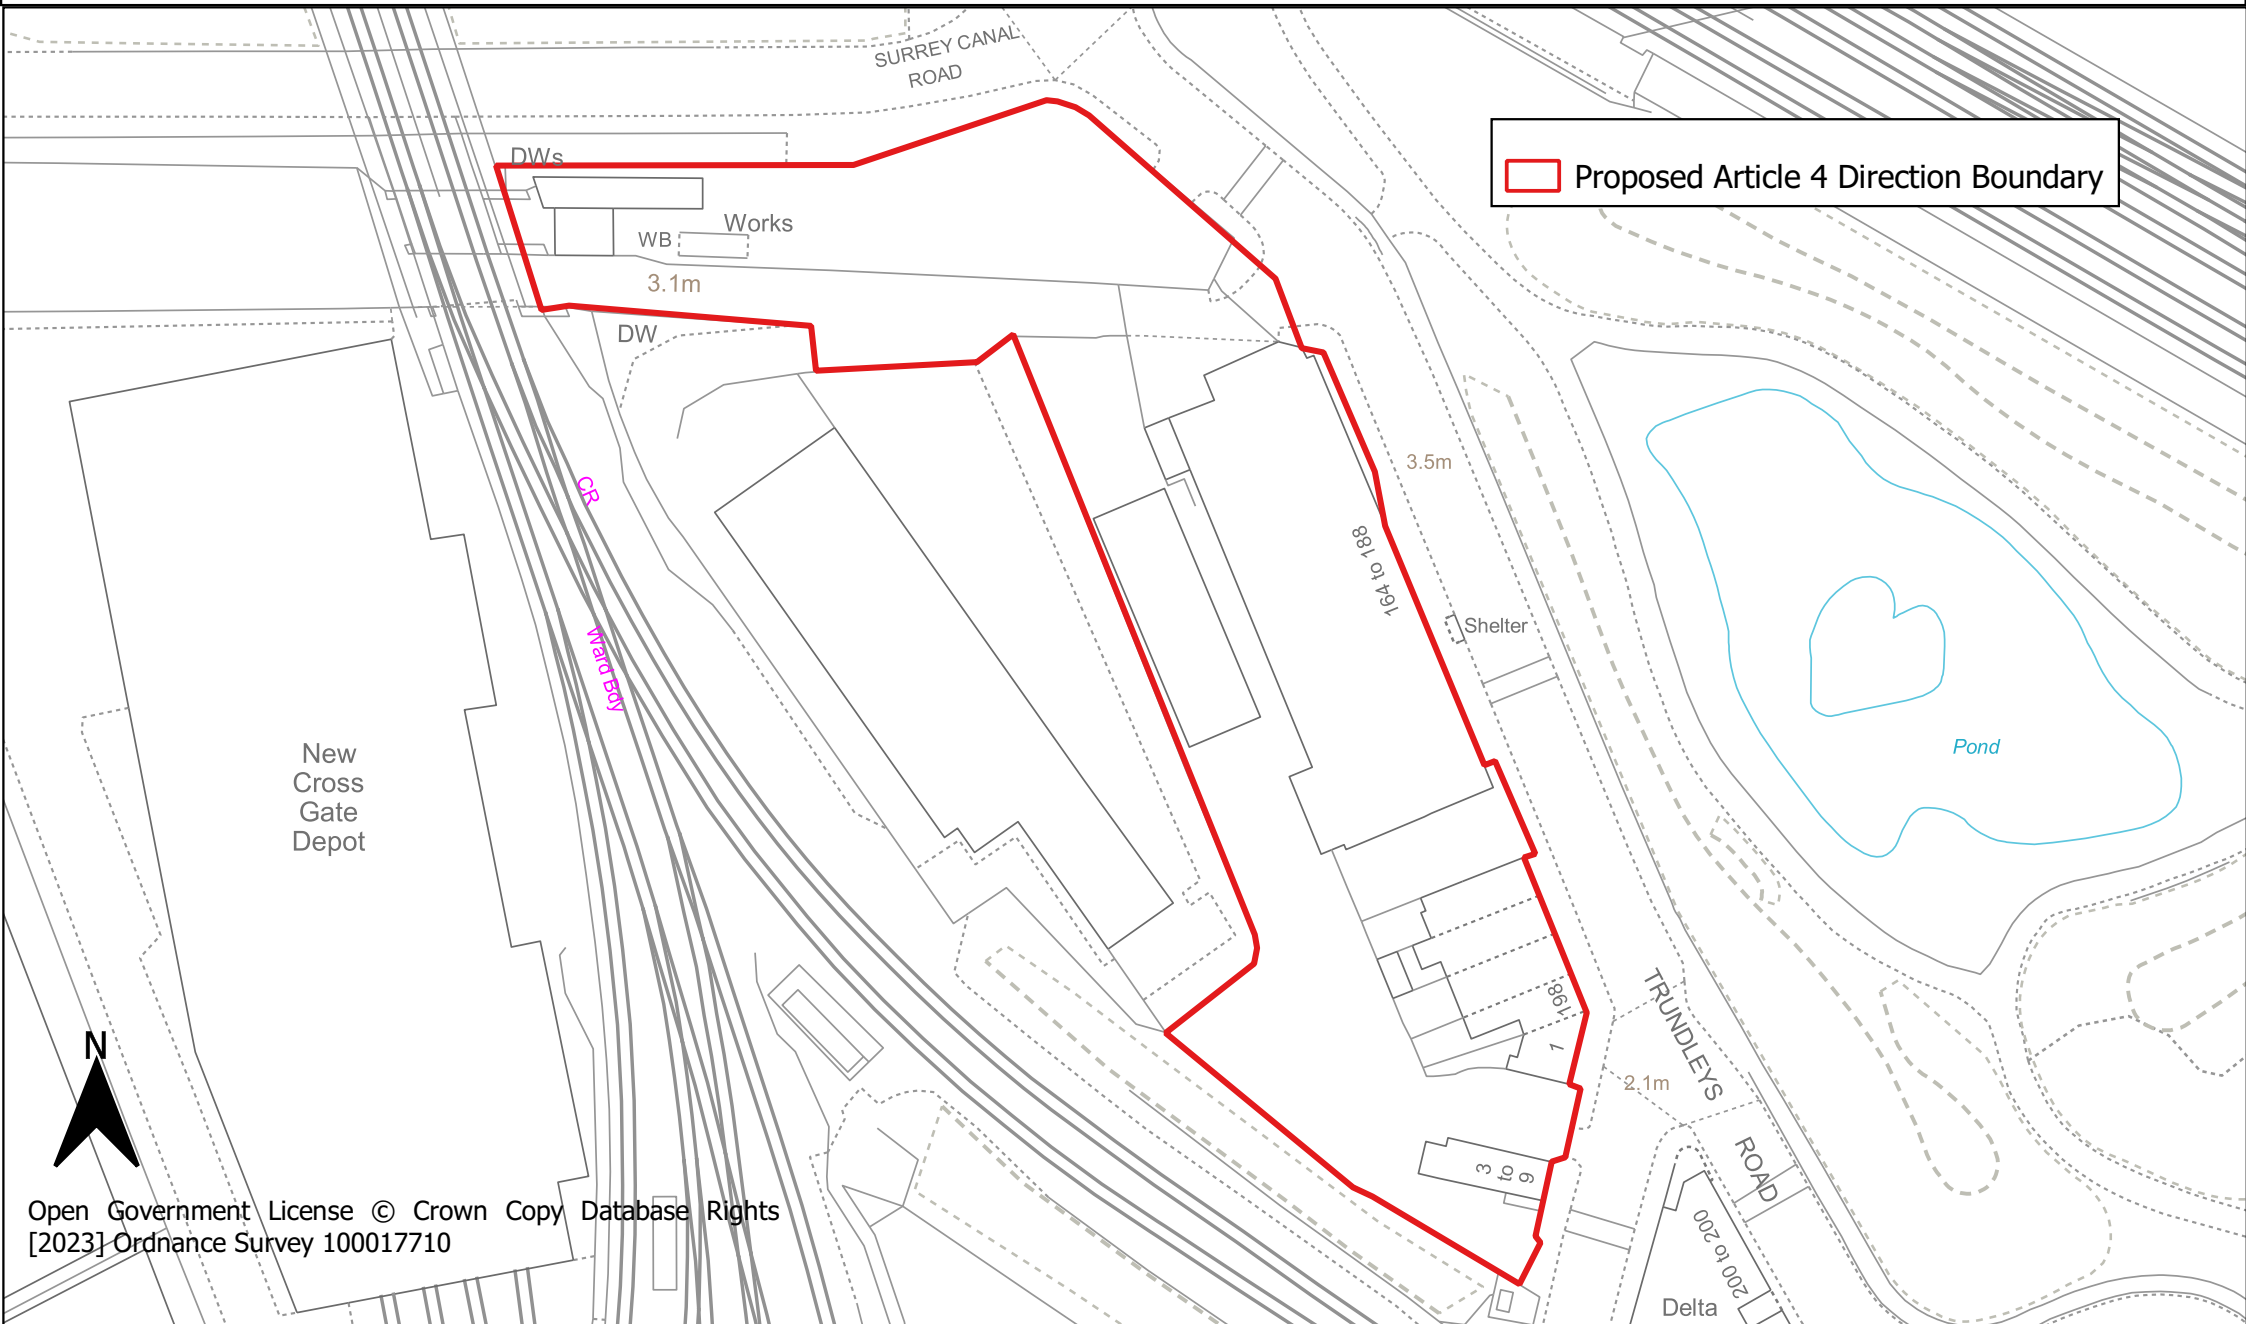 SURREY CANAL
ROAD
DWs
Proposed Article 4 Direction Boundary
Works
WB
3.1m
DW
CR
3.5m
164 to 188
Shelter
Ward Bdy
Pond
New
Cross
Gate
Depot
198
1
TRUNDLEYS
ROAD
2.1m
N
3
to
9
Open Government License © Crown Copy Database Rights
[2023] Ordnance Survey 100017710
200 to 200
Delta